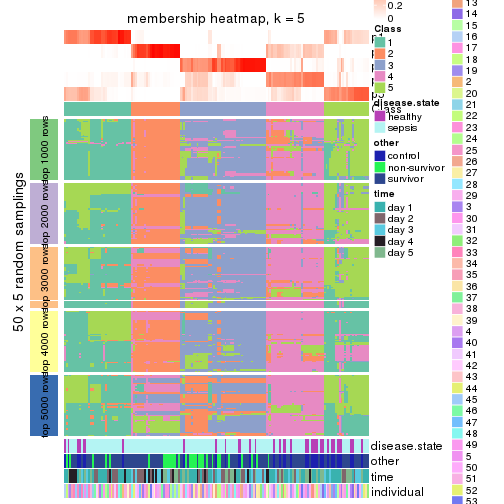 membership heatmap, k = 5
50 x 5 random samplings
top 1000 rows
top 2000 rows
top 3000 rows
top 4000 rows
top 5000 rows
Class
disease.state
other
time
individual
0.2
0
Class
1
2
3
4
5
disease.state
healthy
sepsis
other
control
non-survivor
survivor
time
day 1
day 2
day 3
day 4
day 5
13
14
15
16
17
18
19
2
20
21
22
23
24
25
26
27
28
29
3
30
31
32
33
34
35
36
37
38
39
4
40
41
42
43
44
45
46
47
48
49
5
50
51
52
53